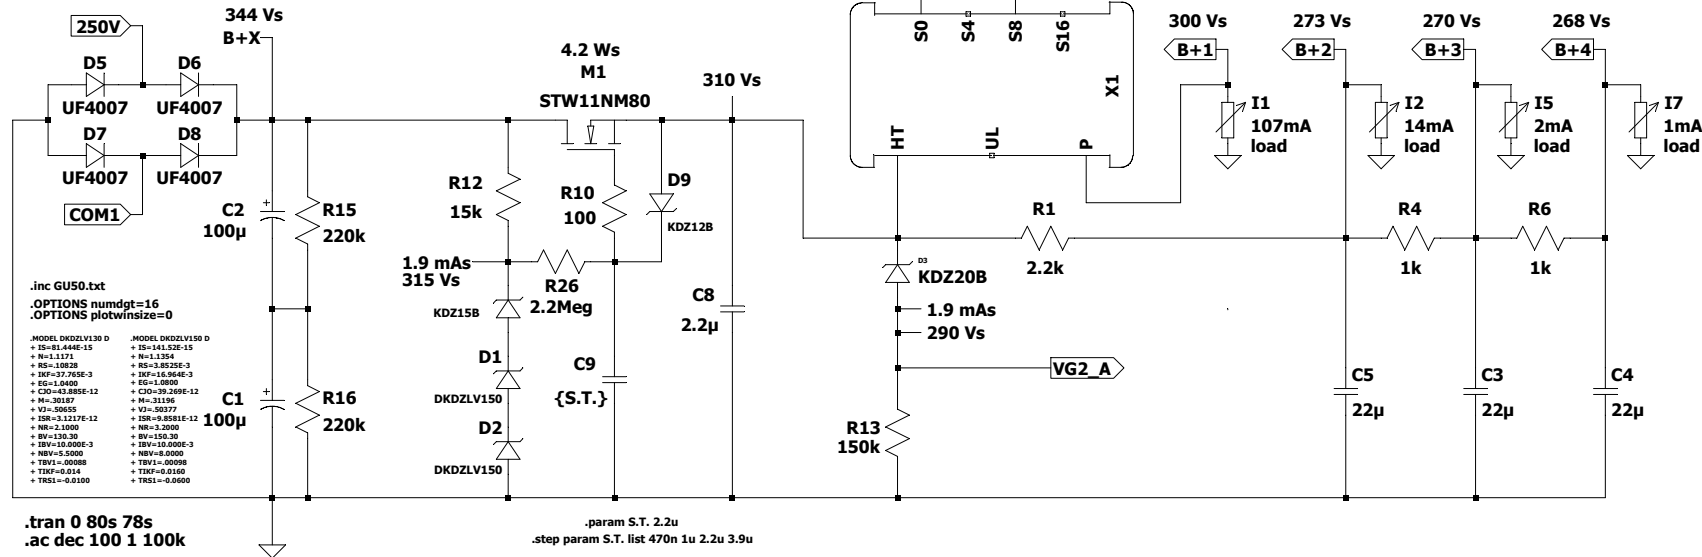 344 Vs
B+X
250V
D5
D6
UF4007
UF4007
D7
D8
UF4007
UF4007
COM1
C2
100µ
R15
220k
C1
100µ
R16
220k
4.2 Ws
M1
STW11NM80
310 Vs
R12
15k
R10
100
D9
KDZ12B
1.9 mAs
315 Vs
R26
2.2Meg
KDZ15B
D1
DKDZLV150
D2
DKDZLV150
C9
{S.T.}
C8
2.2µ
S0
S4
S8
S16
X1
HT
UL
P
300 Vs
B+1
I1
107mA
load
273 Vs
B+2
I2
14mA
load
270 Vs
B+3
I5
2mA
load
268 Vs
B+4
I7
1mA
load
R1
2.2k
R4
1k
R6
1k
D3
KDZ20B
1.9 mAs
290 Vs
VG2_A
R13
150k
C5
22µ
C3
22µ
C4
22µ
.inc GU50.txt
.OPTIONS numdgt=16
.OPTIONS plotwinsize=0
.MODEL DKDZLV130 D
+ IS=81.444E-15
+ N=1.1171
+ RS=.10828
+ IKF=37.765E-3
+ EG=1.0400
+ CJO=43.885E-12
+ M=.30187
+ VJ=.50655
+ ISR=3.1217E-12
+ NR=2.1000
+ BV=130.30
+ IBV=10.000E-3
+ NBV=5.5000
+ TBV1=.00088
+ TIKF=0.014
+ TRS1=-0.0100
.MODEL DKDZLV150 D
+ IS=141.52E-15
+ N=1.1354
+ RS=3.8525E-3
+ IKF=16.964E-3
+ EG=1.0800
+ CJO=39.269E-12
+ M=.31196
+ VJ=.50377
+ ISR=9.8581E-12
+ NR=3.2000
+ BV=150.30
+ IBV=10.000E-3
+ NBV=8.0000
+ TBV1=.00098
+ TIKF=0.0160
+ TRS1=-0.0600
.tran 0 80s 78s
.ac dec 100 1 100k
.param S.T. 2.2u
.step param S.T. list 470n 1u 2.2u 3.9u